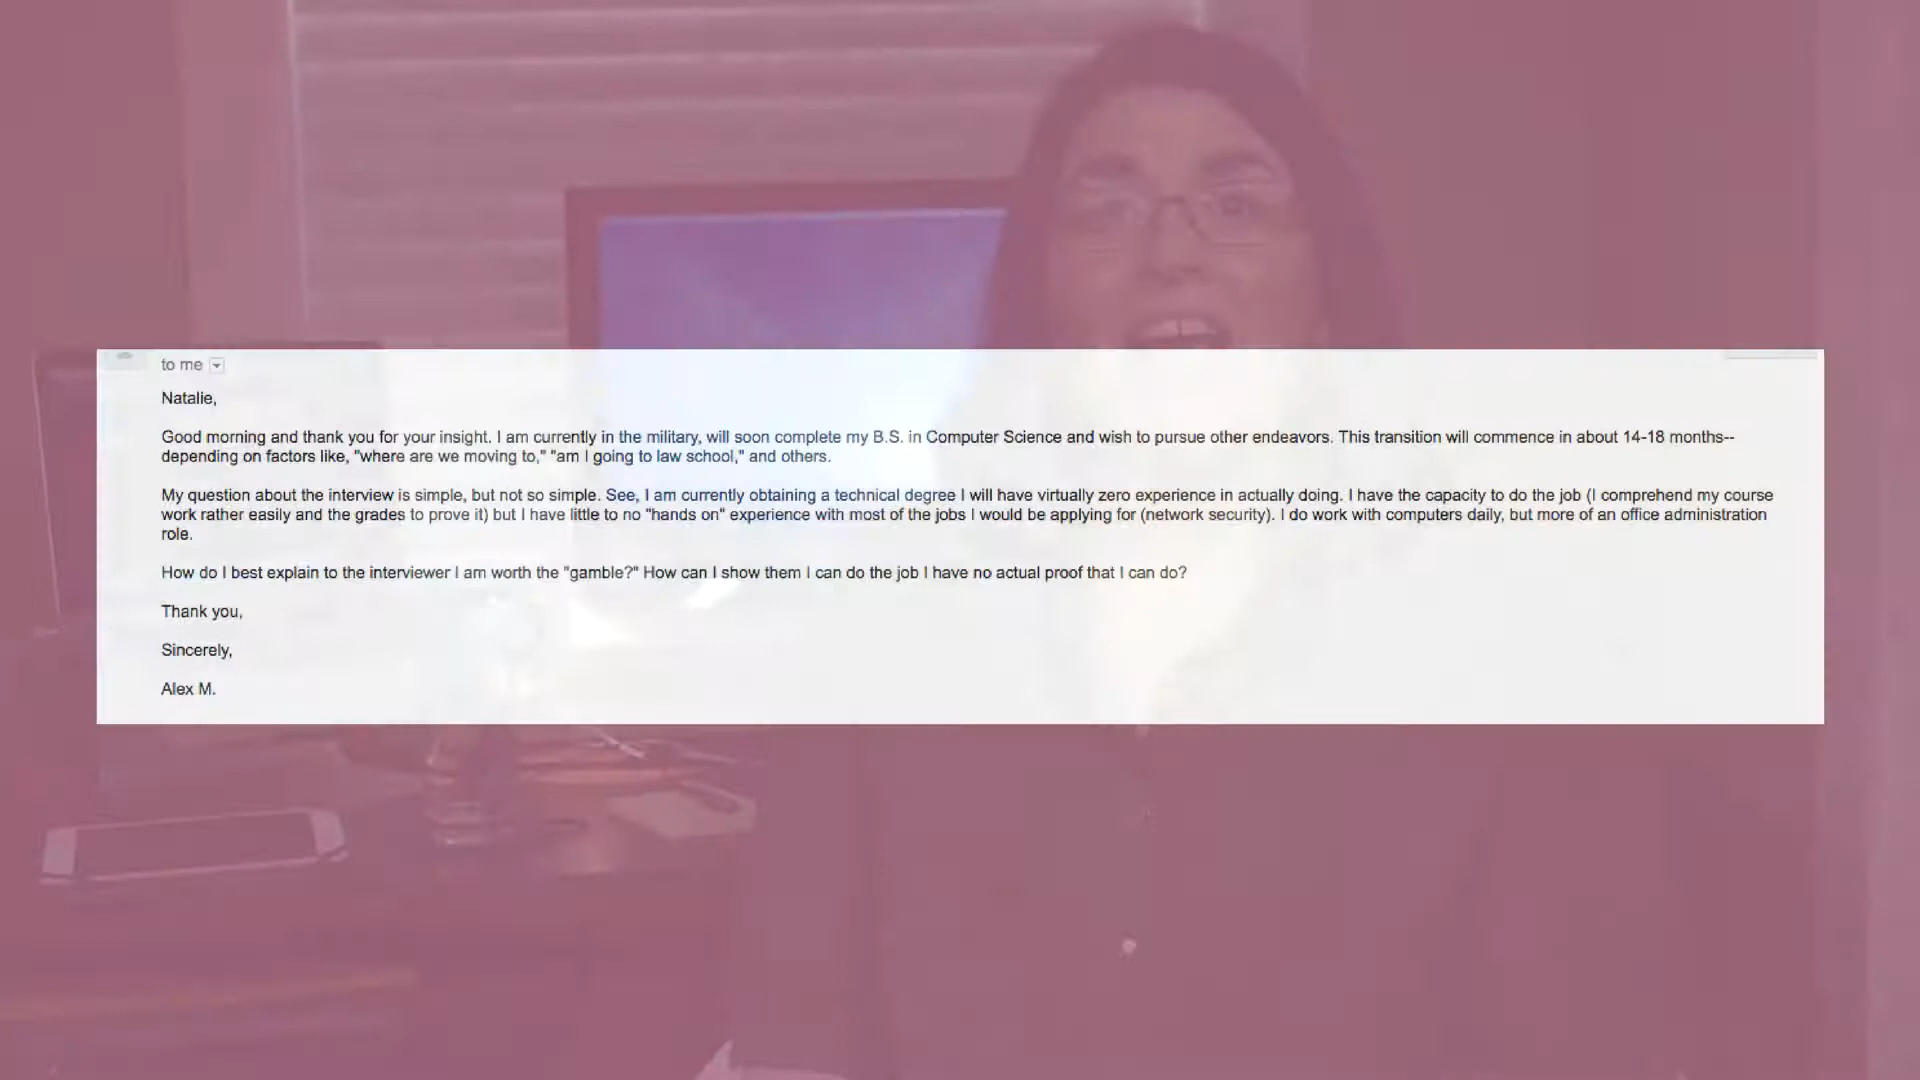 to me
Natalie,
Good morning and thank you for your insight. I am currently in the military, will soon complete my B.S. in Computer Science and wish to pursue other endeavors. This transition will commence in about 14-18 months--
depending on factors like, "where are we moving to," "am I going to law school," and others.
My question about the interview is simple, but not so simple. See, I am currently obtaining a technical degree I will have virtually zero experience in actually doing. I have the capacity to do the job (I comprehend my course
work rather easily and the grades to prove it) but I have little to no "hands on" experience with most of the jobs I would be applying for (network security). I do work with computers daily, but more of an office administration
role.
How do I best explain to the interviewer I am worth the "gamble?" How can I show them I can do the job I have no actual proof that I can do?
Thank you,
Sincerely,
Alex M.